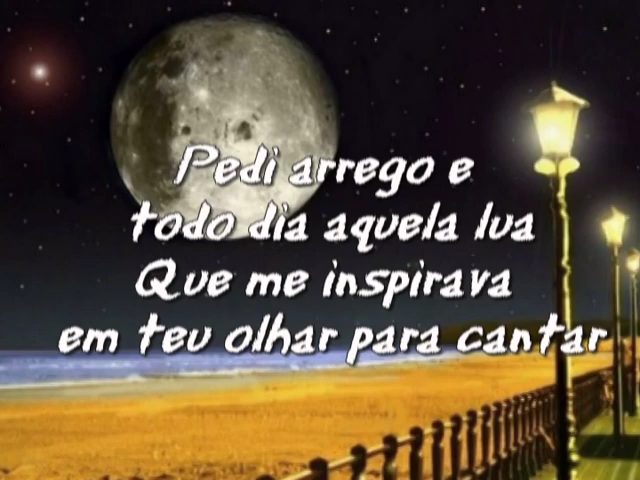 Pedi arrego e
todo dia aquela lua
Que me inspirava
em teu olhar para cantar